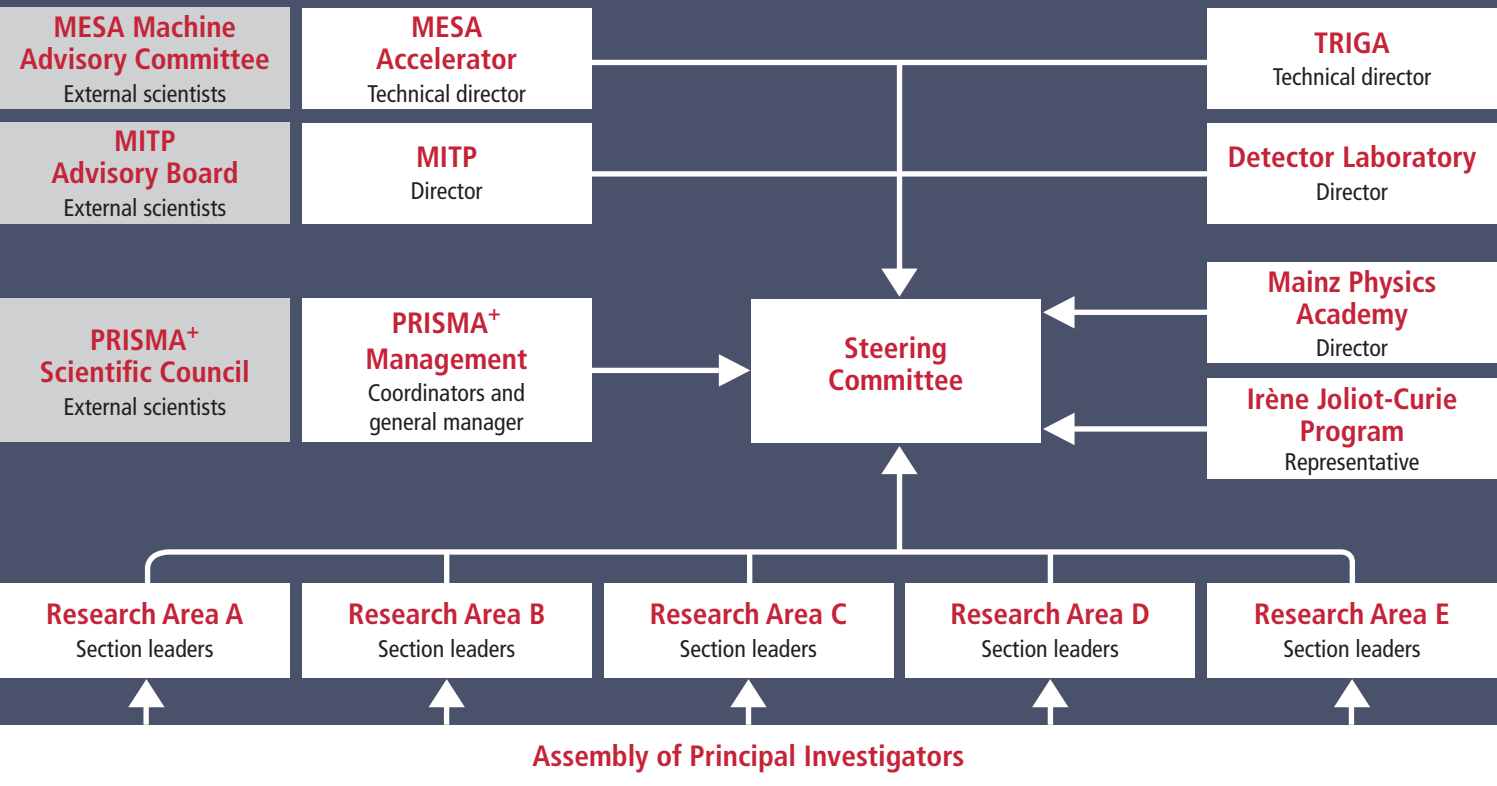 MESA Machine
Advisory Committee
External scientists
MESA
Accelerator
Technical director
TRIGA
Technical director
MITP
Advisory Board
External scientists
MITP
Director
Detector Laboratory
Director
Mainz Physics
Academy
Director
PRISMA+
Scientific Council
External scientists
PRISMA+
Management
Coordinators and
general manager
Steering
Committee
Irène Joliot-Curie
Program
Representative
Research Area A
Section leaders
Research Area B
Section leaders
Research Area C
Section leaders
Research Area D
Section leaders
Research Area E
Section leaders
Assembly of Principal Investigators